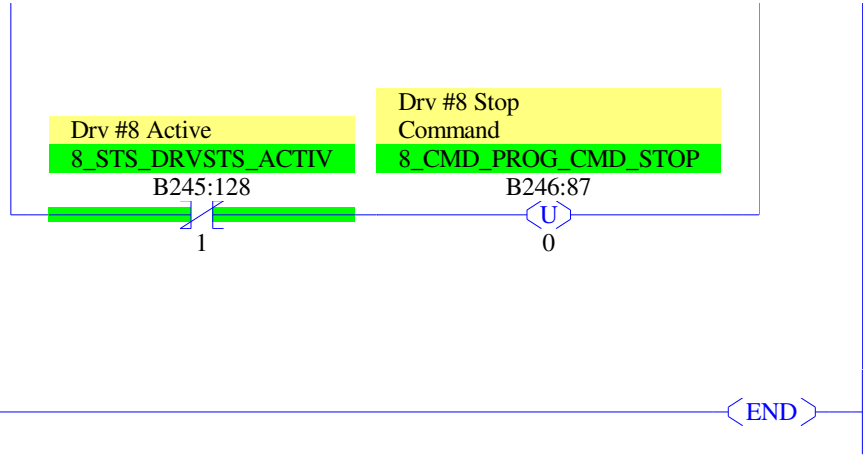 Drv #8 Active
8_STS_DRVSTS_ACTIV
B245:128
1
Drv #8 Stop
Command
8_CMD_PROG_CMD_STOP
B246:87
U
0
END